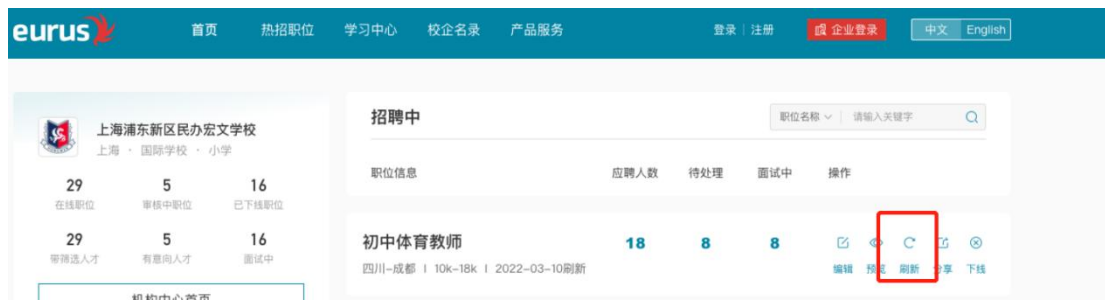 eurus 首页 热招职位 学习中心 校企名录 产品服务 登录 | 注册 企业登录 中文 English
上海浦东新区民办宏文学校
上海 · 国际学校 · 小学
29 5 16
在线职位 审核中职位 已下线职位
29 5 16
带筛选人才 有意向人才 面试中
机构中心首页
招聘中 职位名称 请输入关键字
职位信息 应聘人数 待处理 面试中 操作
初中体育教师 18 8 8
四川-成都 | 10k-18k | 2022-03-10刷新 编辑 预览 刷新 分享 下线